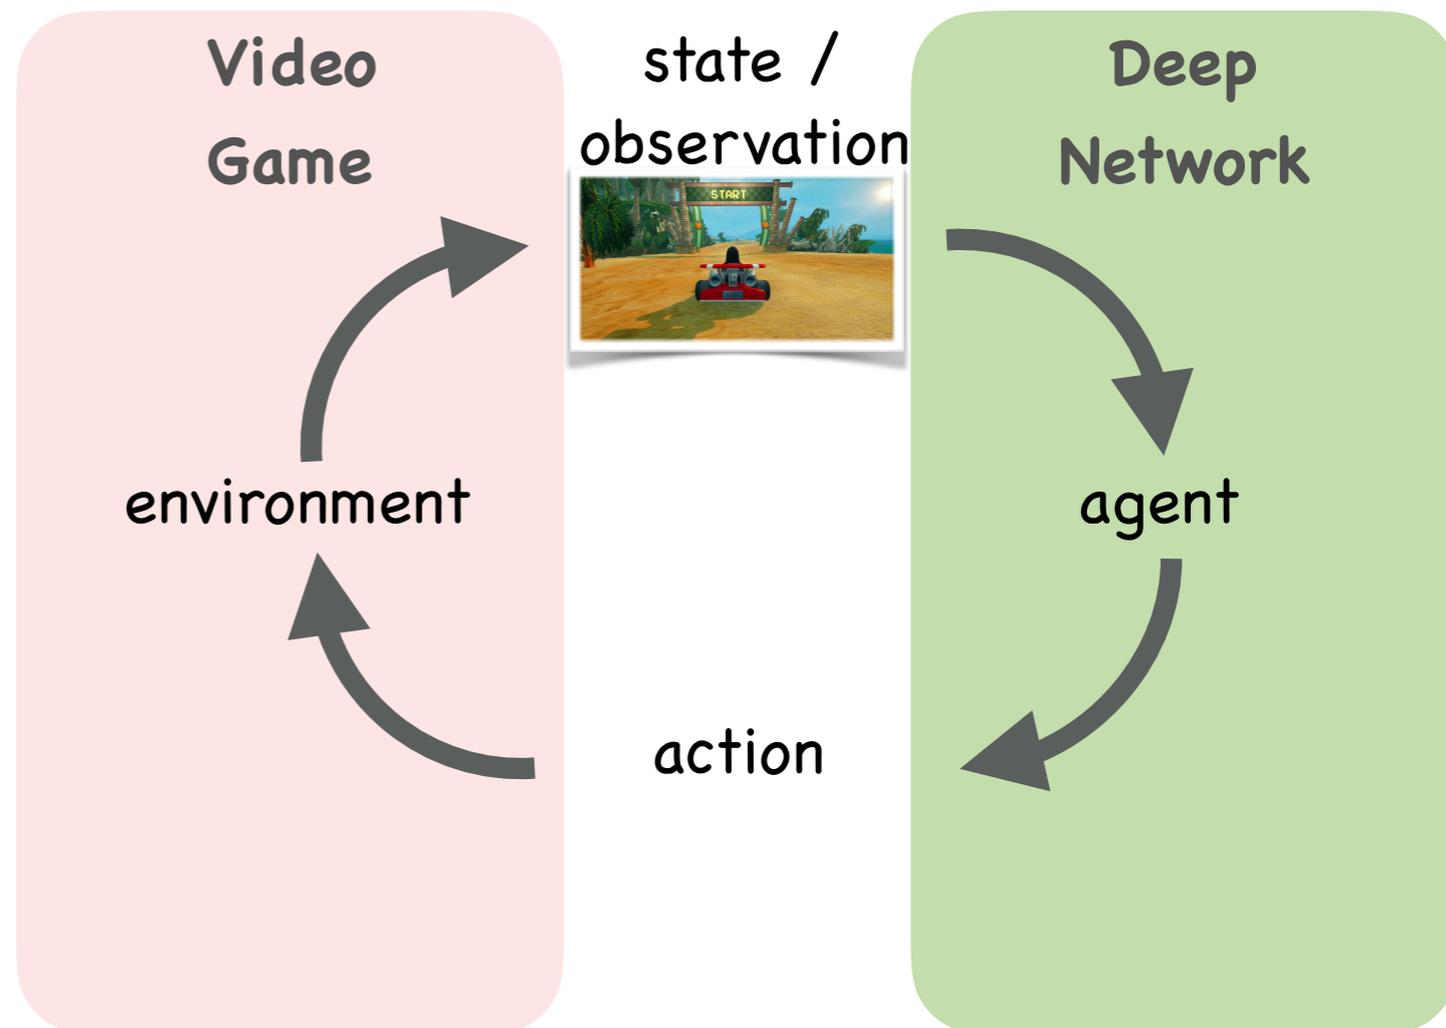 Video
Game
state /
observation
START
Deep
Network
environment
agent
action